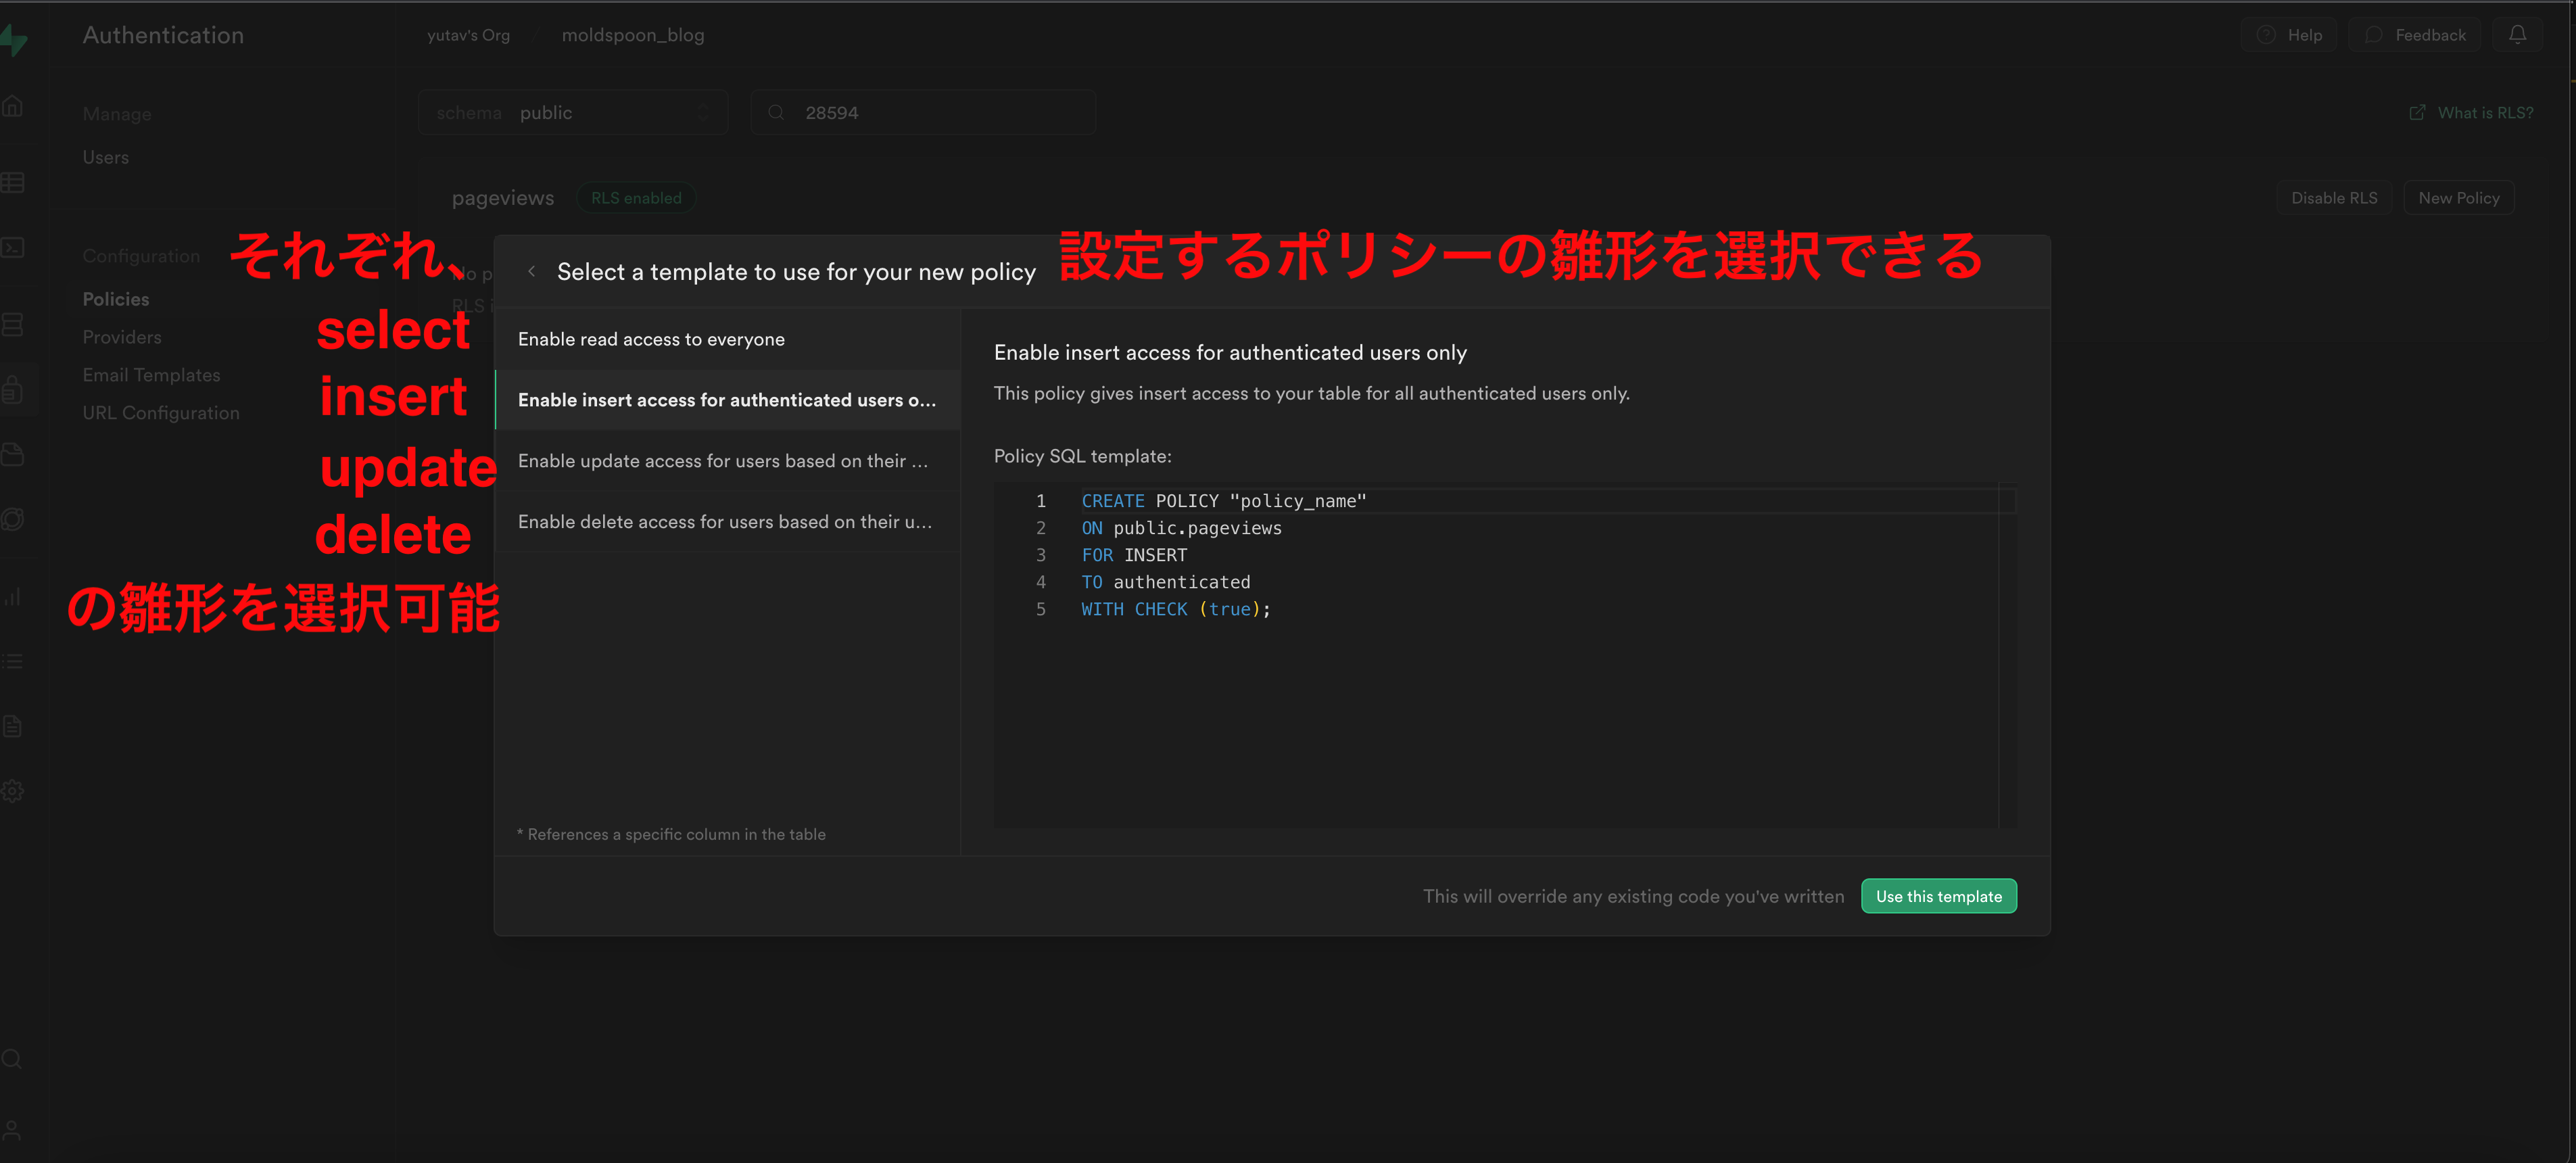 Authentication
yutav's Org
moldspoon_blog
Help
Feedback
Manage
Users
schema public
28594
What is RLS?
pageviews
RLS enabled
Disable RLS
New Policy
Configuration
Policies
Providers
Email Templates
URL Configuration
それぞれ、
select
insert
update
delete
の雛形を選択可能
Select a template to use for your new policy
設定するポリシーの雛形を選択できる
Enable read access to everyone
Enable insert access for authenticated users o...
Enable update access for users based on their ...
Enable delete access for users based on their u...
* References a specific column in the table
Enable insert access for authenticated users only
This policy gives insert access to your table for all authenticated users only.
Policy SQL template:
1 CREATE POLICY "policy_name"
2 ON public.pageviews
3 FOR INSERT
4 TO authenticated
5 WITH CHECK (true);
This will override any existing code you've written
Use this template